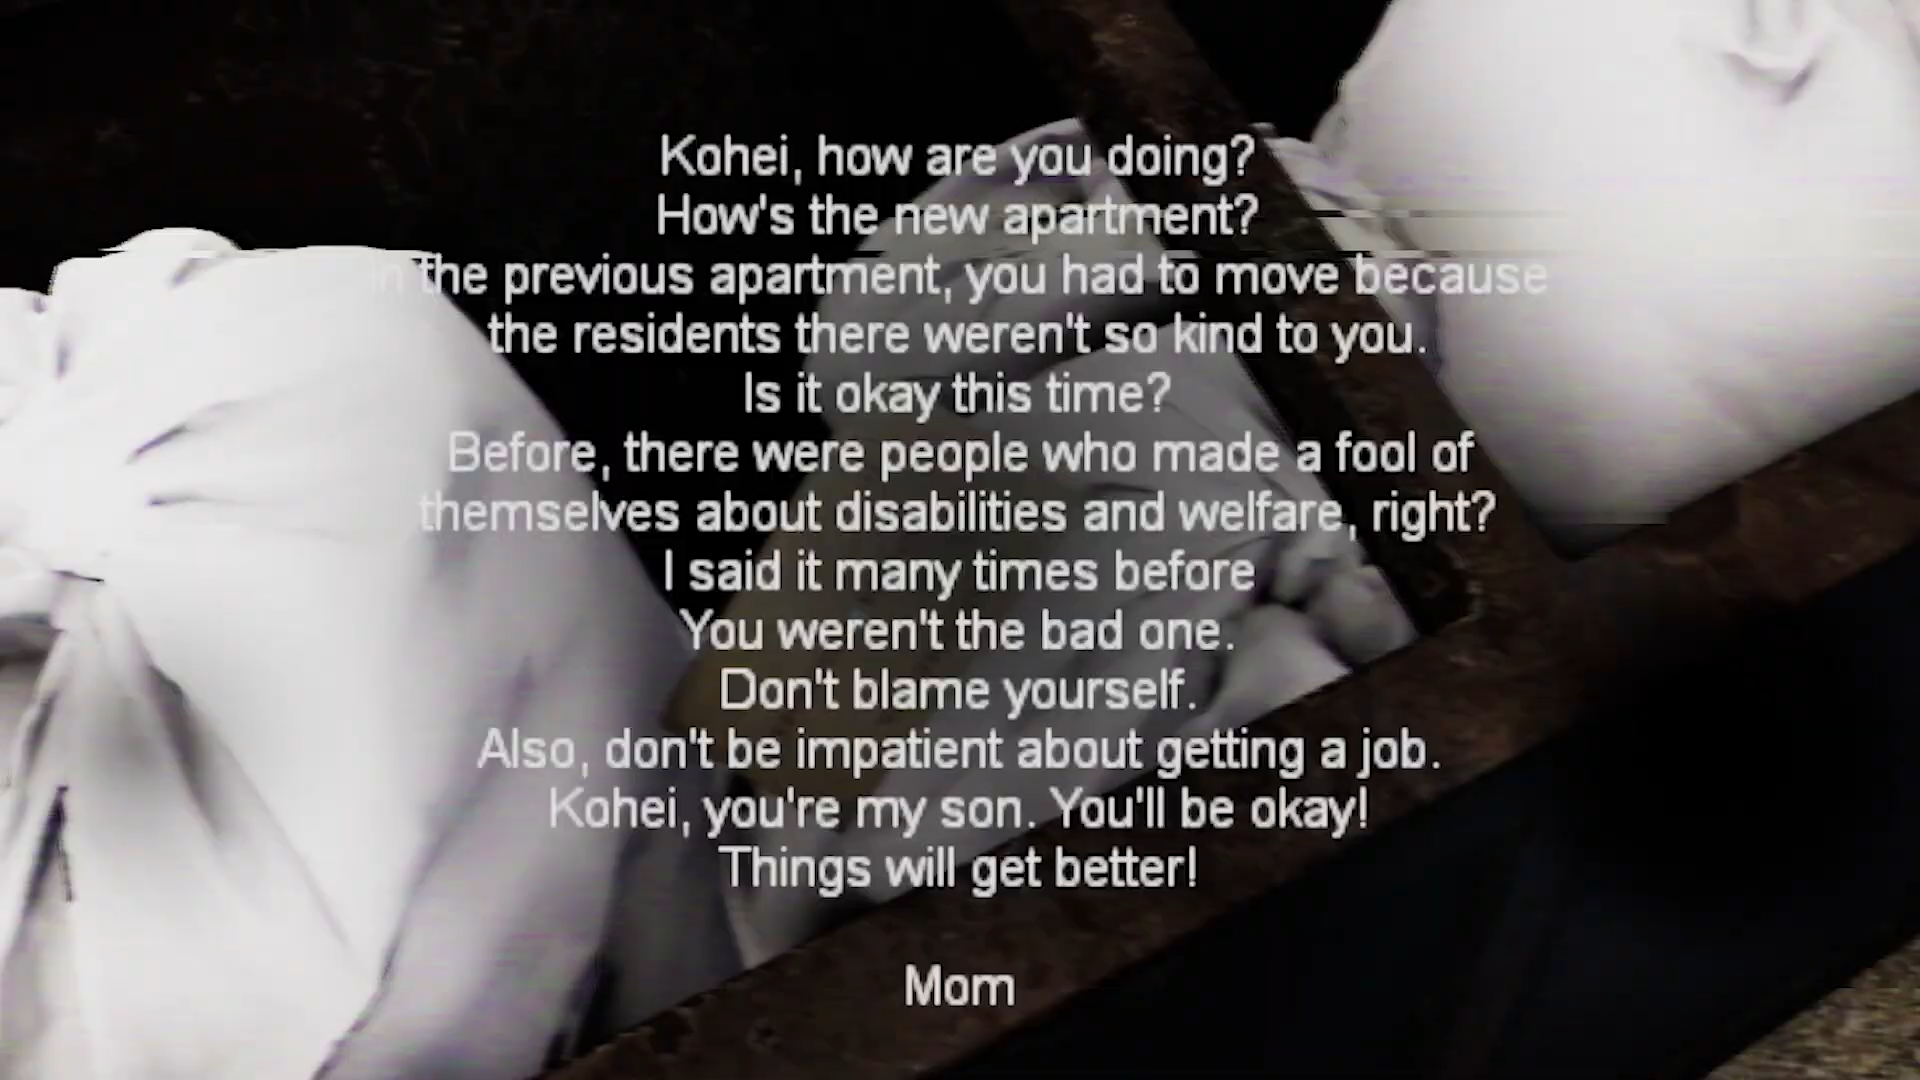 Kohei, how are you doing?
How's the new apartment?
In the previous apartment, you had to move because
the residents there weren't so kind to you.
Is it okay this time?
Before, there were people who made a fool of
themselves about disabilities and welfare, right?
I said it many times before
You weren't the bad one.
Don't blame yourself.
Also, don't be impatient about getting a job.
Kohei, you're my son. You'll be okay!
Things will get better!
Mom